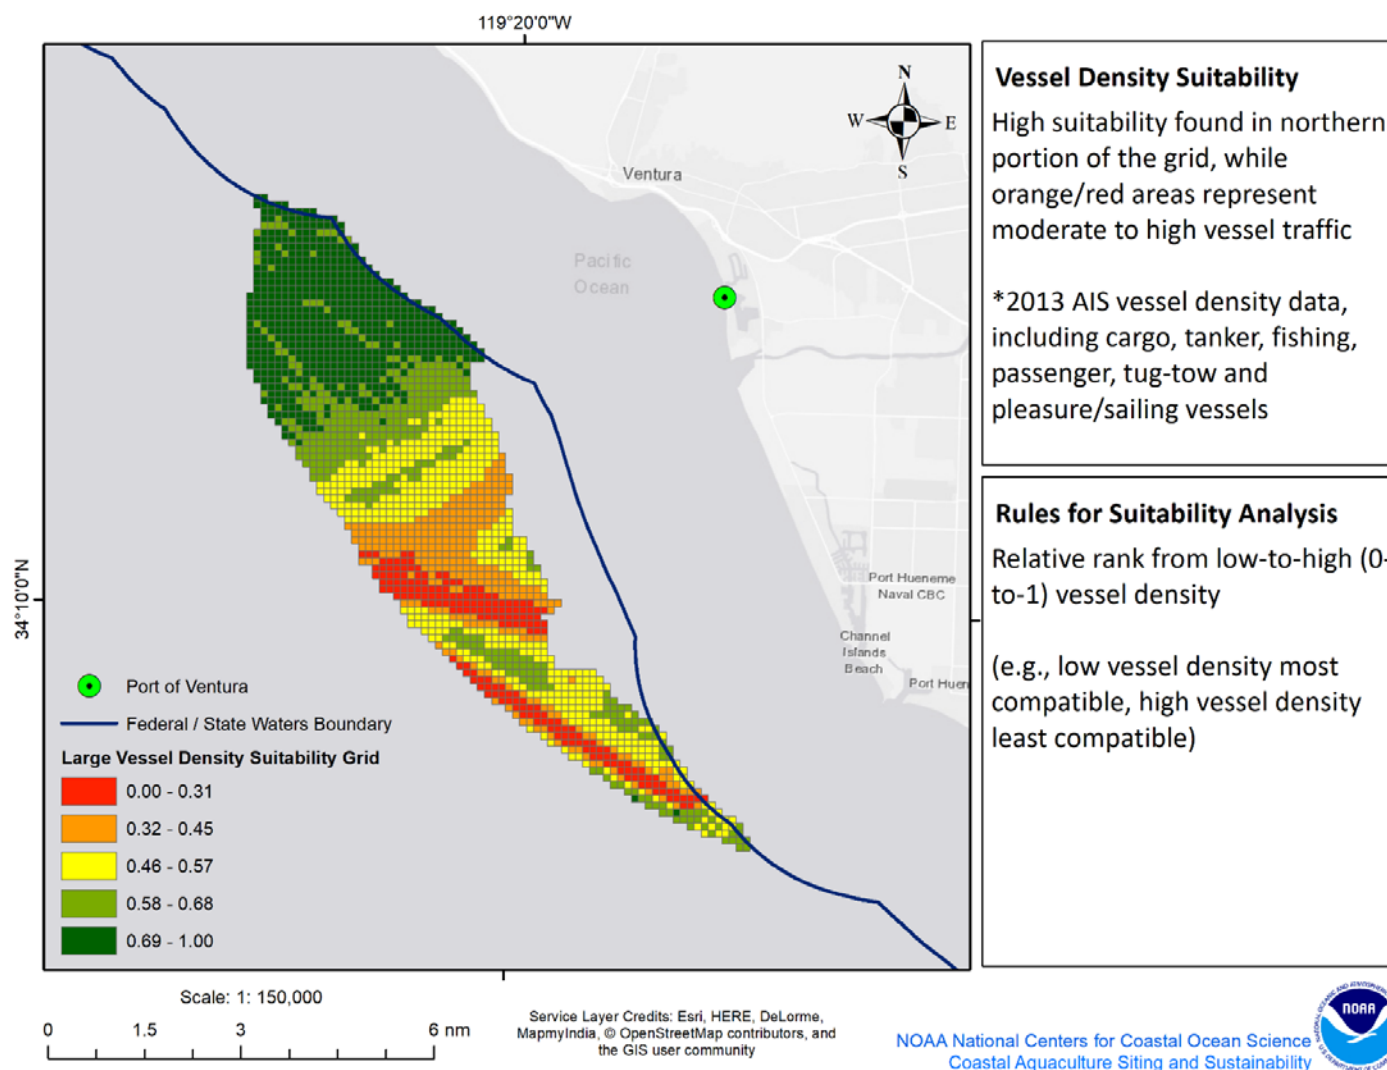 119°20'0"W
N
W
E
S
Ventura
Pacific
Ocean
34°10'0"N
Port Hueneme
Naval CBC
Channel
Islands
Beach
Port Huen
Port of Ventura
Federal / State Waters Boundary
Large Vessel Density Suitability Grid
0.00 - 0.31
0.32 - 0.45
0.46 - 0.57
0.58 - 0.68
0.69 - 1.00
Scale: 1: 150,000
0 1.5 3 6 nm
Service Layer Credits: Esri, HERE, DeLorme,
MapmyIndia, © OpenStreetMap contributors, and
the GIS user community
Vessel Density Suitability
High suitability found in northern
portion of the grid, while
orange/red areas represent
moderate to high vessel traffic
*2013 AIS vessel density data,
including cargo, tanker, fishing,
passenger, tug-tow and
pleasure/sailing vessels
Rules for Suitability Analysis
Relative rank from low-to-high (0-
to-1) vessel density
(e.g., low vessel density most
compatible, high vessel density
least compatible)
NOAA National Centers for Coastal Ocean Science
Coastal Aquaculture Siting and Sustainability
NOAA